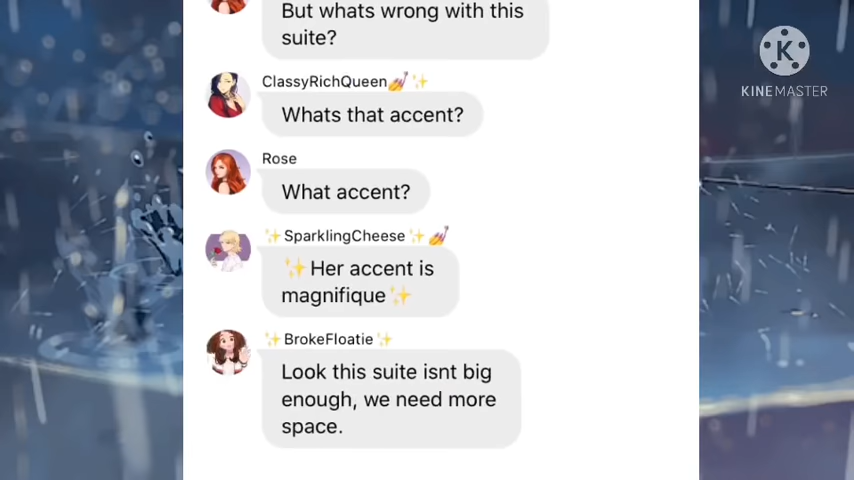 But whats wrong with this
suite?
ClassyRichQueen💅✨
Whats that accent?
Rose
What accent?
✨SparklingCheese✨💅
✨Her accent is
magnifique✨
✨BrokeFloatie✨
Look this suite isnt big
enough, we need more
space.
K
KINEMASTER